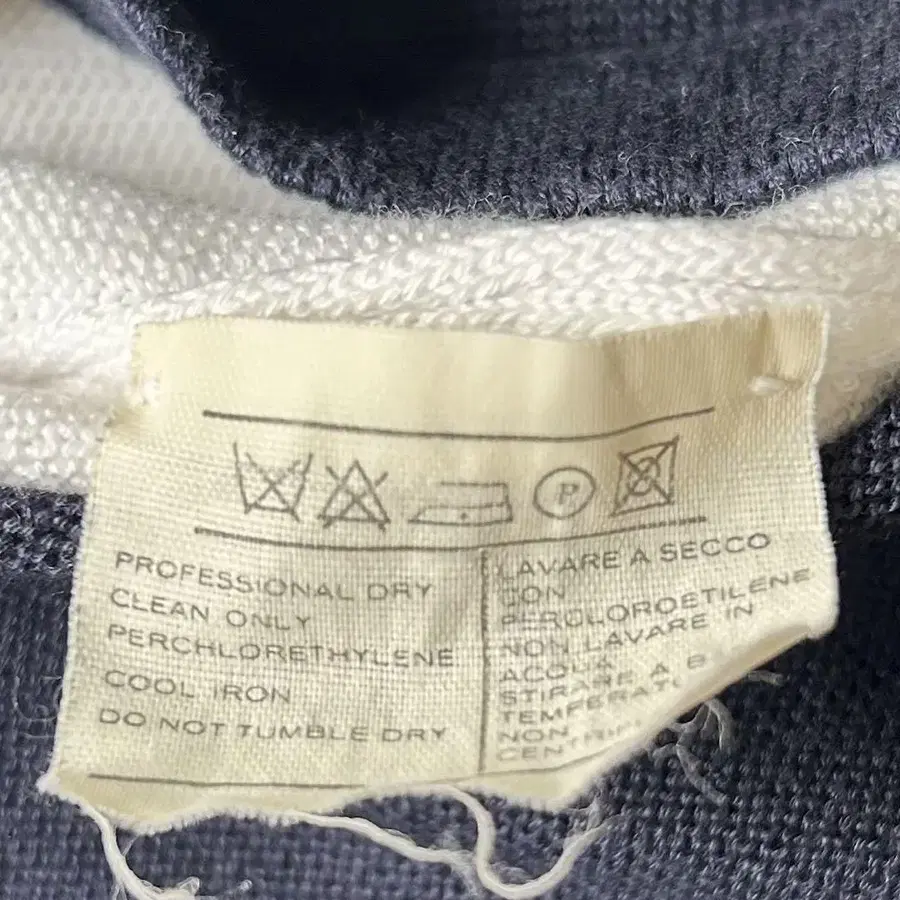 P
PROFESSIONAL DRY
CLEAN ONLY
PERCHLORETHYLENE
COOL IRON
DO NOT TUMBLE DRY
LAVARE A SECCO
CON
PERCLOROETILENE
NON LAVARE IN
ACQUA
STIRARE A
NON